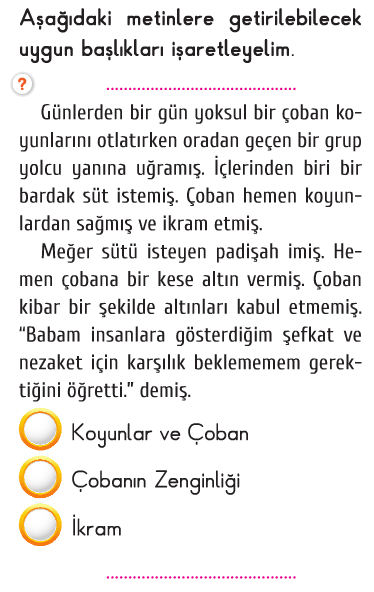 Aşağıdaki metinlere getirilebilecek
uygun başlıkları işaretleyelim.
?
Günlerden bir gün yoksul bir çoban ko-
yunlarını otlatırken oradan geçen bir grup
yolcu yanına uğramış. İçlerinden biri bir
bardak süt istemiş. Çoban hemen koyun-
lardan sağmış ve ikram etmiş.
Meğer sütü isteyen padişah imiş. He-
men çobana bir kese altın vermiş. Çoban
kibar bir şekilde altınları kabul etmemiş.
“Babam insanlara gösterdiğim şefkat ve
nezaket için karşılık beklememem gerek-
tiğini öğretti.” demiş.
Koyunlar ve Çoban
Çobanın Zenginliği
İkram